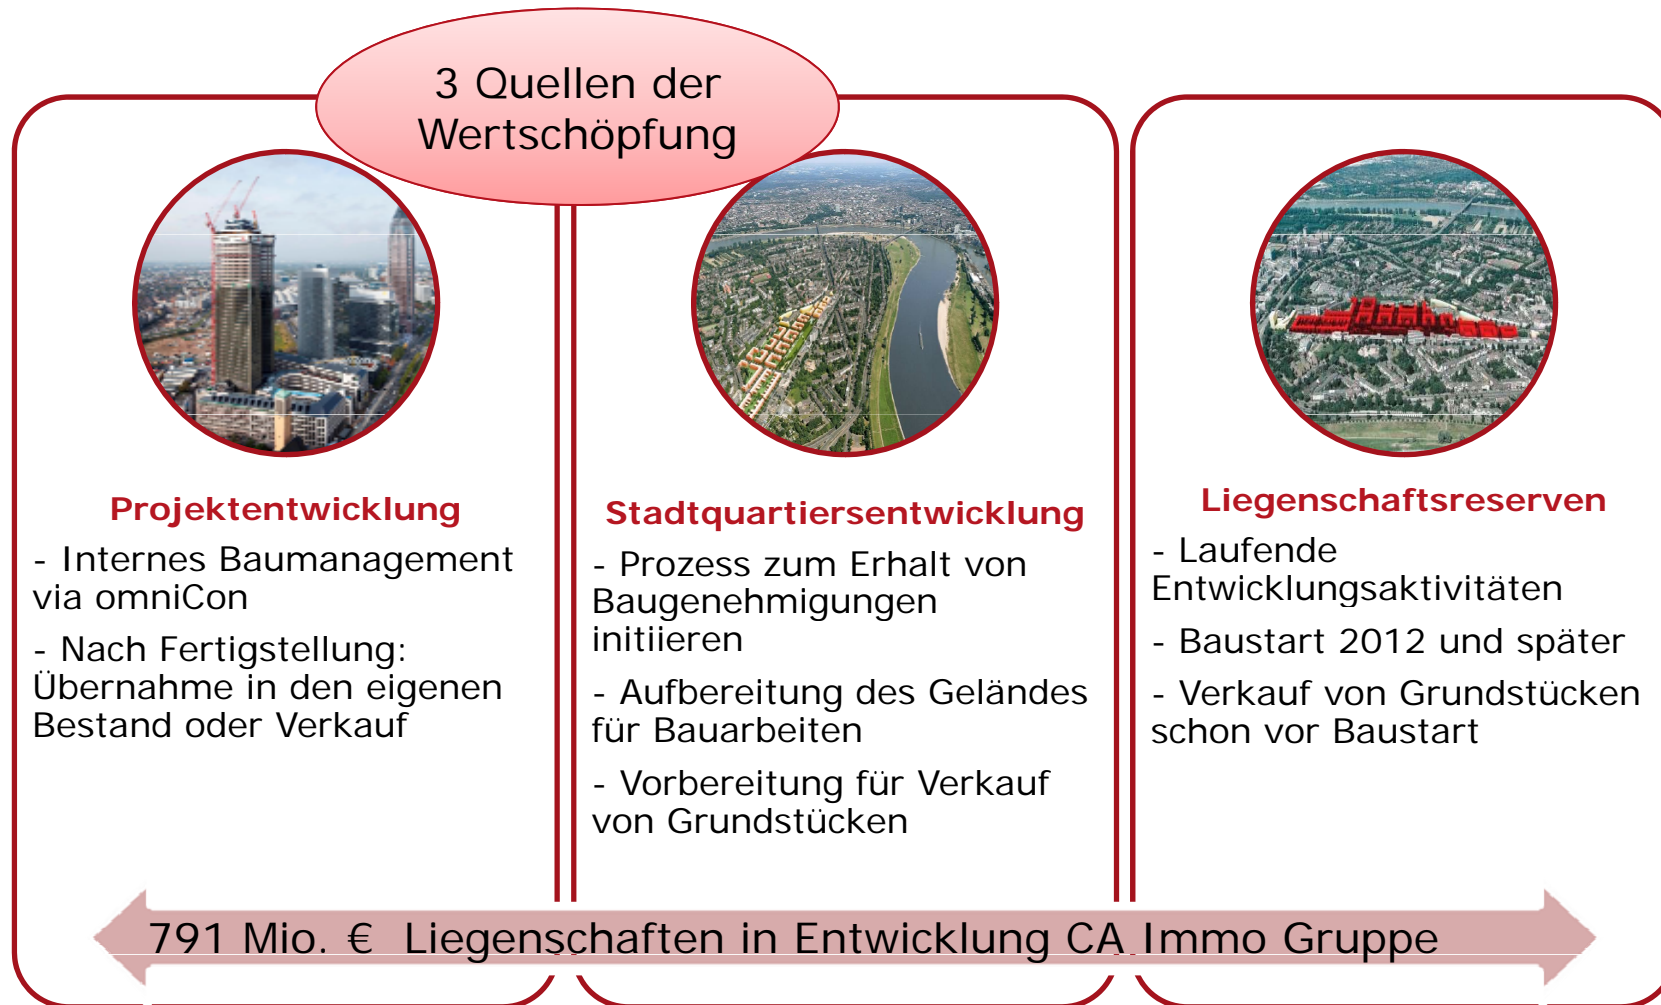 3 Quellen der
Wertschöpfung
Projektentwicklung
- Internes Baumanagement
via omniCon
- Nach Fertigstellung:
Übernahme in den eigenen
Bestand oder Verkauf
Stadtquartiersentwicklung
- Prozess zum Erhalt von
Baugenehmigungen
initiieren
- Aufbereitung des Geländes
für Bauarbeiten
- Vorbereitung für Verkauf
von Grundstücken
Liegenschaftsreserven
- Laufende
Entwicklungsaktivitäten
- Baustart 2012 und später
- Verkauf von Grundstücken
schon vor Baustart
791 Mio. € Liegenschaften in Entwicklung CA Immo Gruppe